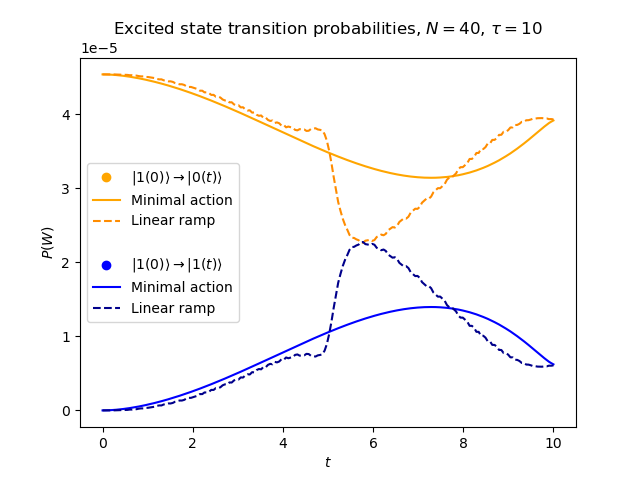 Excited state transition probabilities, N = 40, τ = 10
1e−5
4
3
2
1
0
P(W)
|1(0)⟩→|0(t)⟩
Minimal action
Linear ramp
|1(0)⟩→|1(t)⟩
Minimal action
Linear ramp
0 2 4 6 8 10
t